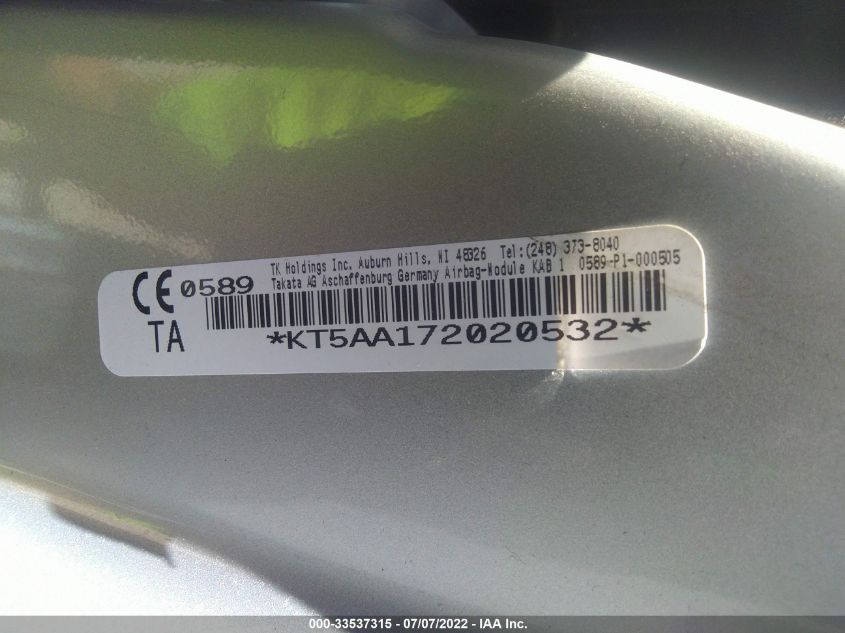 TK Holdings Inc. Auburn Hills, MI 48326 Tel:(248) 373-8040
Takata AG Aschaffenburg Germany Airbag-Module KAB 1 0589-P1-000505
CE 0589
TA
*KT5AA172020532*
000-33537315 - 07/07/2022 - IAA Inc.